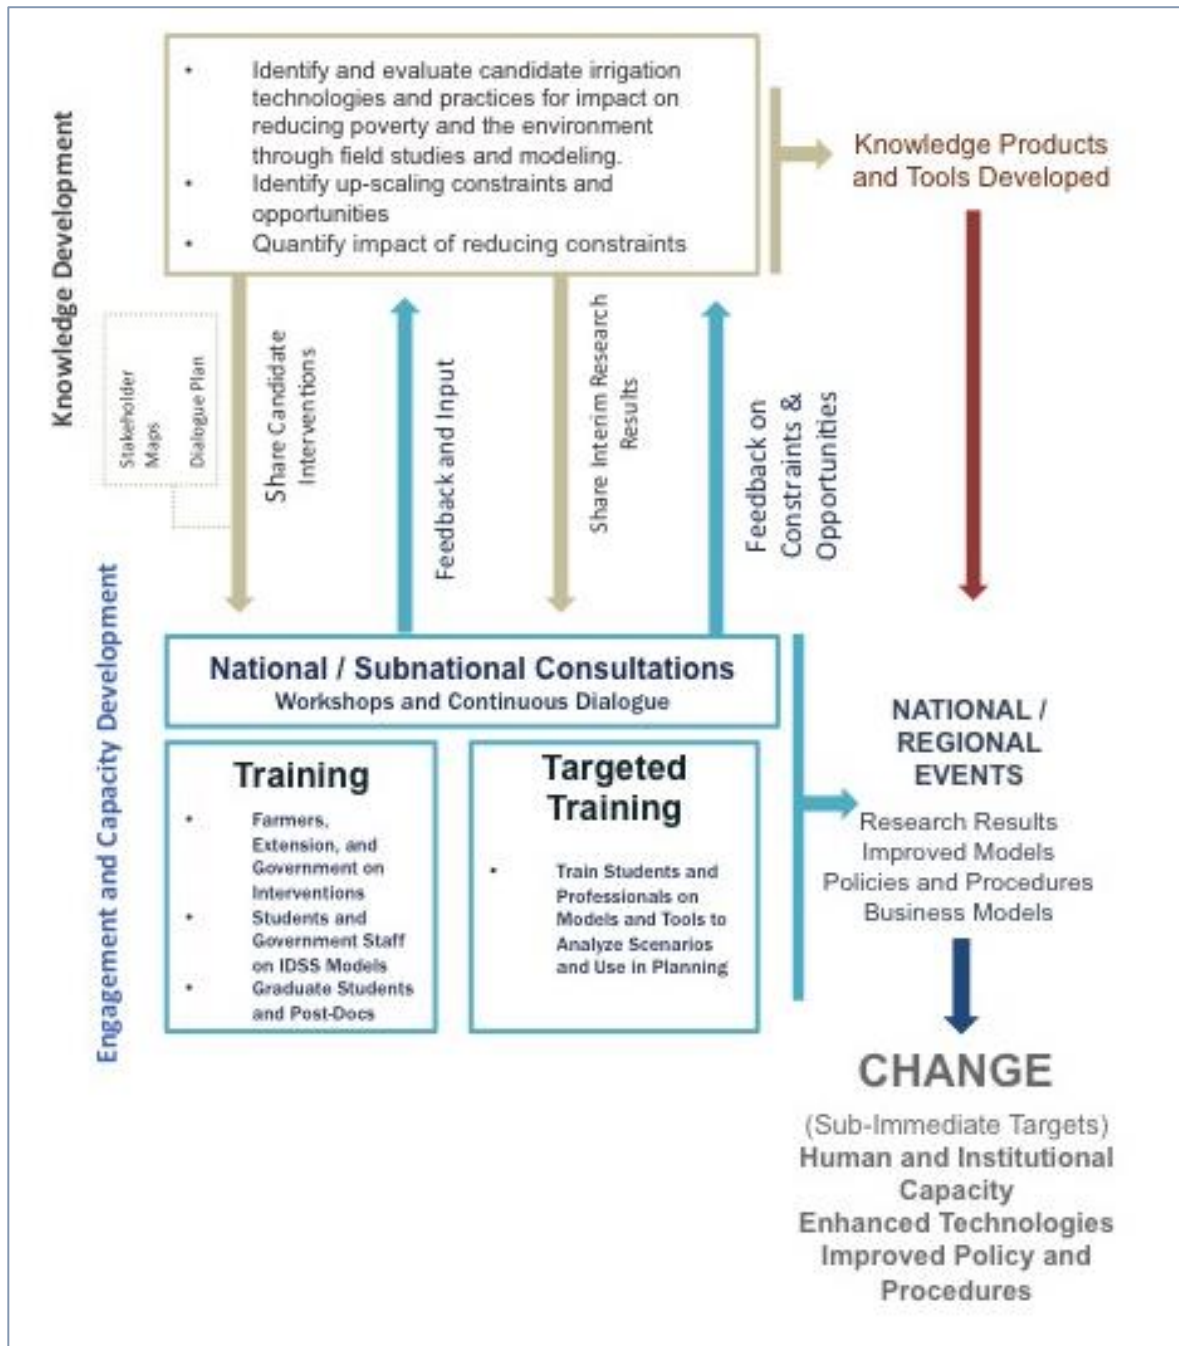 Knowledge Development
• Identify and evaluate candidate irrigation
technologies and practices for impact on
reducing poverty and the environment
through field studies and modeling.
• Identify up-scaling constraints and
opportunities
• Quantify impact of reducing constraints
Knowledge Products
and Tools Developed
Stakeholder
Maps
Dialogue Plan
Share Candidate
Interventions
Feedback and Input
Share Interim Research
Results
Feedback on
Constraints &
Opportunities
Engagement and Capacity Development
National / Subnational Consultations
Workshops and Continuous Dialogue
Training
• Farmers,
Extension, and
Government on
Interventions
• Students and
Government Staff
on IDSS Models
• Graduate Students
and Post-Docs
Targeted
Training
• Train Students and
Professionals on
Models and Tools to
Analyze Scenarios
and Use in Planning
NATIONAL /
REGIONAL
EVENTS
Research Results
Improved Models
Policies and Procedures
Business Models
CHANGE
(Sub-Immediate Targets)
Human and Institutional
Capacity
Enhanced Technologies
Improved Policy and
Procedures